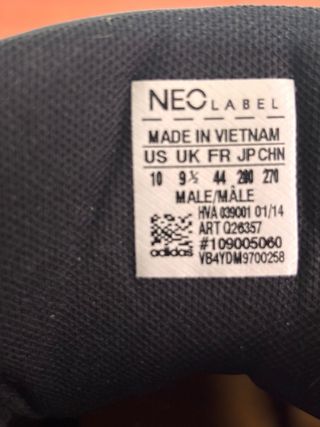 NEO LABEL
MADE IN VIETNAM
US UK FR JP CHN
10 9½ 44 280 270
MALE/MÂLE
HVA 039001 01/14
ART Q26357
#109005060
adidas VB4YDM9700258